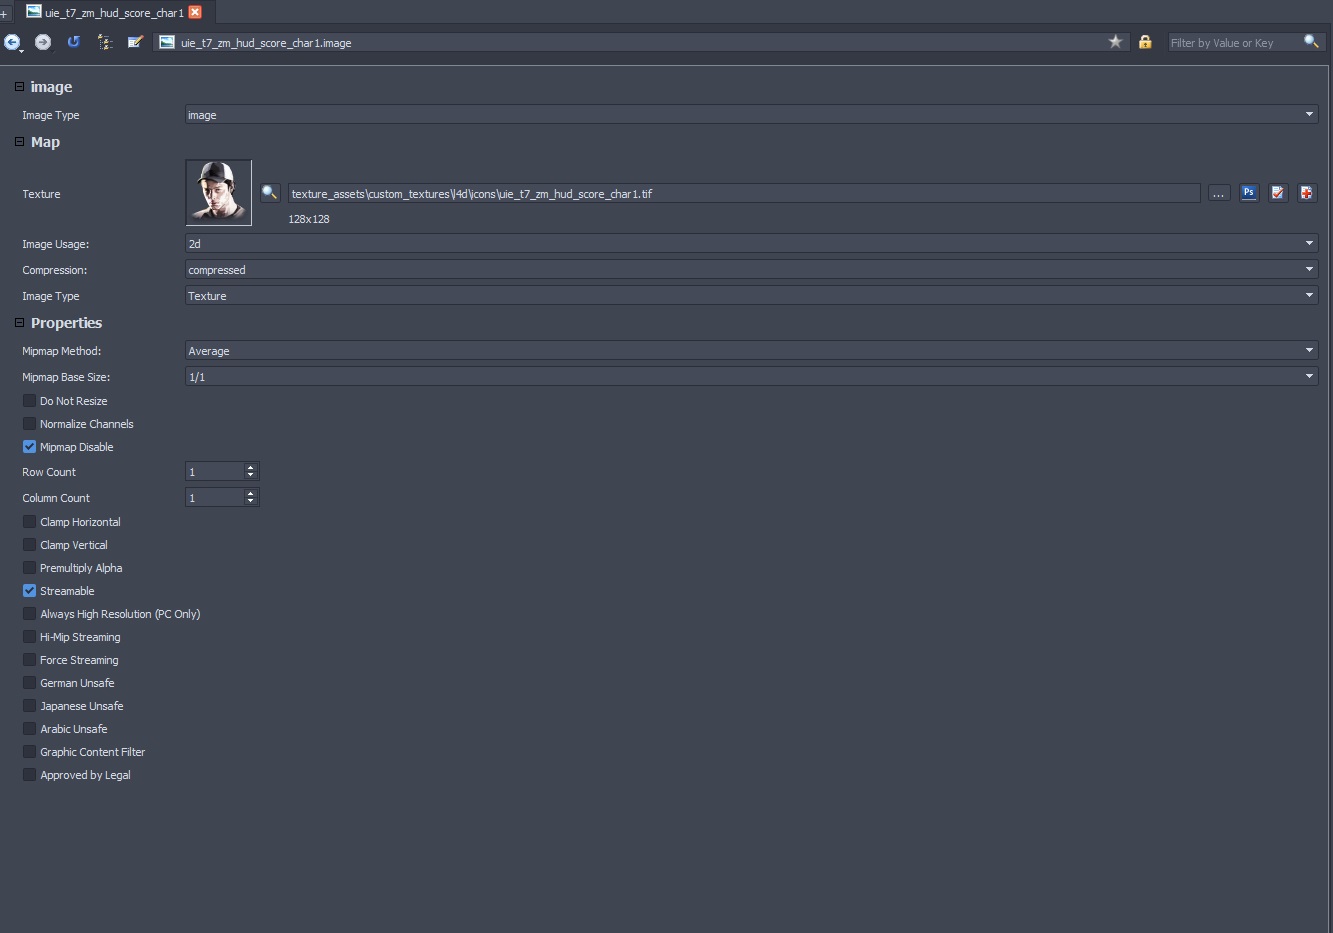 uie_t7_zm_hud_score_char1
uie_t7_zm_hud_score_char1.image
Filter by Value or Key
image
Image Type image
Map
Texture texture_assets\custom_textures\l4d\icons\uie_t7_zm_hud_score_char1.tif ... Ps
128x128
Image Usage: 2d
Compression: compressed
Image Type Texture
Properties
Mipmap Method: Average
Mipmap Base Size: 1/1
Do Not Resize
Normalize Channels
Mipmap Disable
Row Count 1
Column Count 1
Clamp Horizontal
Clamp Vertical
Premultiply Alpha
Streamable
Always High Resolution (PC Only)
Hi-Mip Streaming
Force Streaming
German Unsafe
Japanese Unsafe
Arabic Unsafe
Graphic Content Filter
Approved by Legal